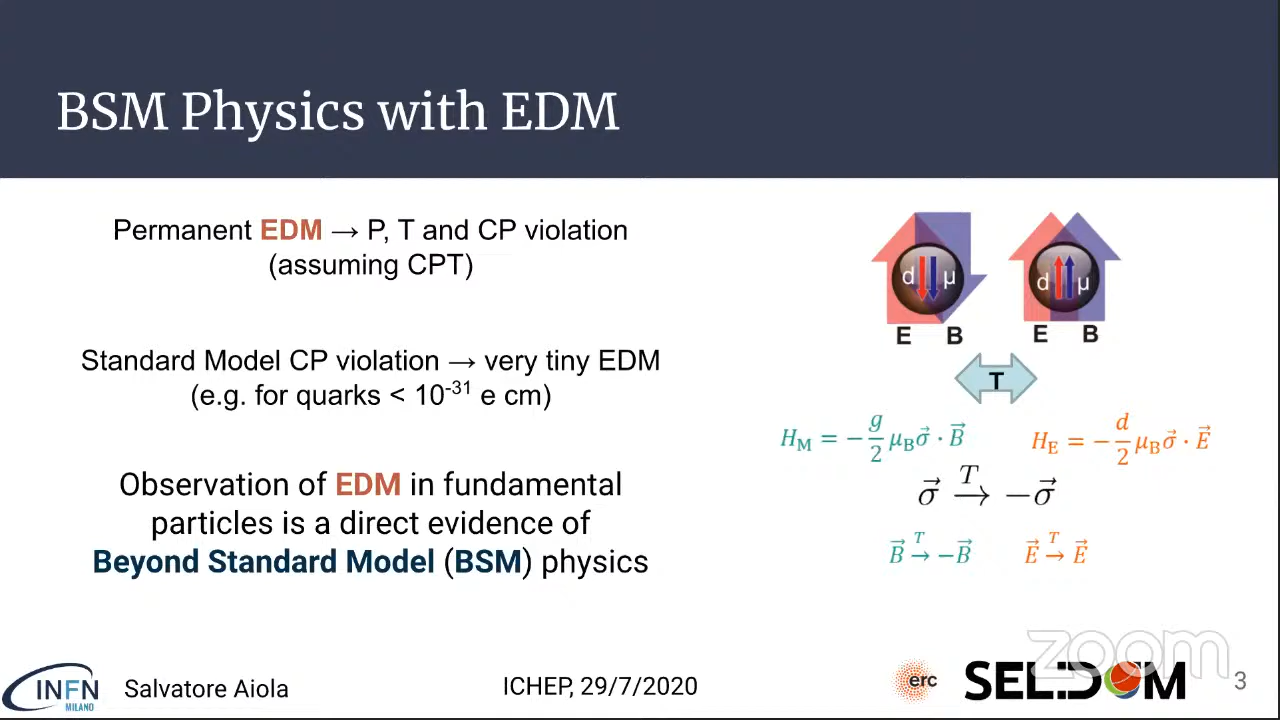 BSM Physics with EDM
Permanent EDM → P, T and CP violation
(assuming CPT)
Standard Model CP violation → very tiny EDM
(e.g. for quarks < 10⁻³¹ e cm)
Observation of EDM in fundamental
particles is a direct evidence of
Beyond Standard Model (BSM) physics
d μ d μ
E B E B
T
H_M = −g/2 μ_B σ⃗ · B⃗ H_E = −d/2 μ_B σ⃗ · E⃗
σ⃗ →^T −σ⃗
B⃗ →^T −B⃗ E⃗ →^T E⃗
zoom
INFN
MILANO
Salvatore Aiola
ICHEP, 29/7/2020
erc
SEL:DOM
3